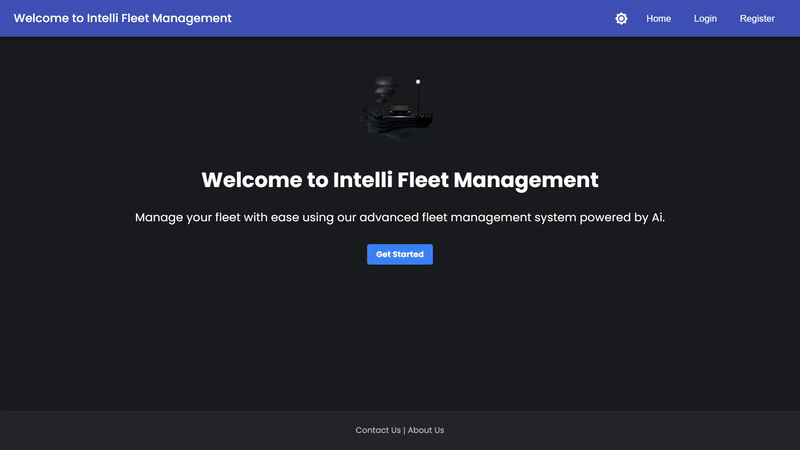 Welcome to Intelli Fleet Management
Home
Login
Register
Welcome to Intelli Fleet Management
Manage your fleet with ease using our advanced fleet management system powered by Ai.
Get Started
Contact Us | About Us